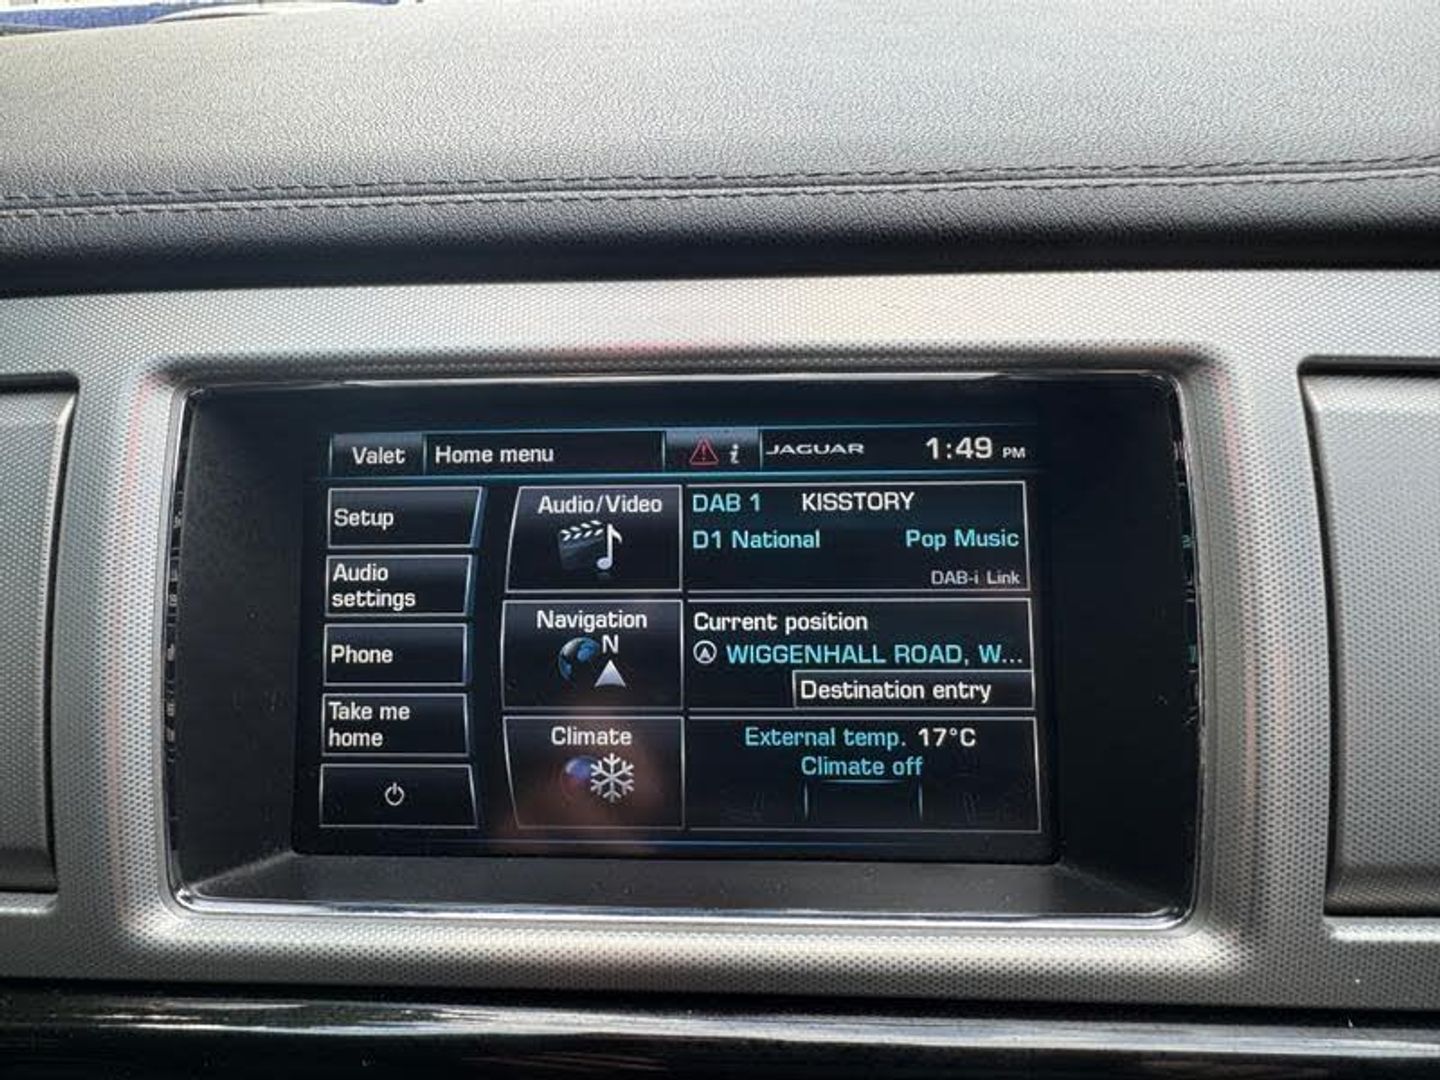 Valet
Home menu
i
JAGUAR
1:49 PM
Setup
Audio
settings
Phone
Take me
home
Audio/Video
DAB 1 KISSTORY
D1 National Pop Music
DAB-i Link
Navigation
N
Current position
WIGGENHALL ROAD, W...
Destination entry
Climate
External temp. 17°C
Climate off